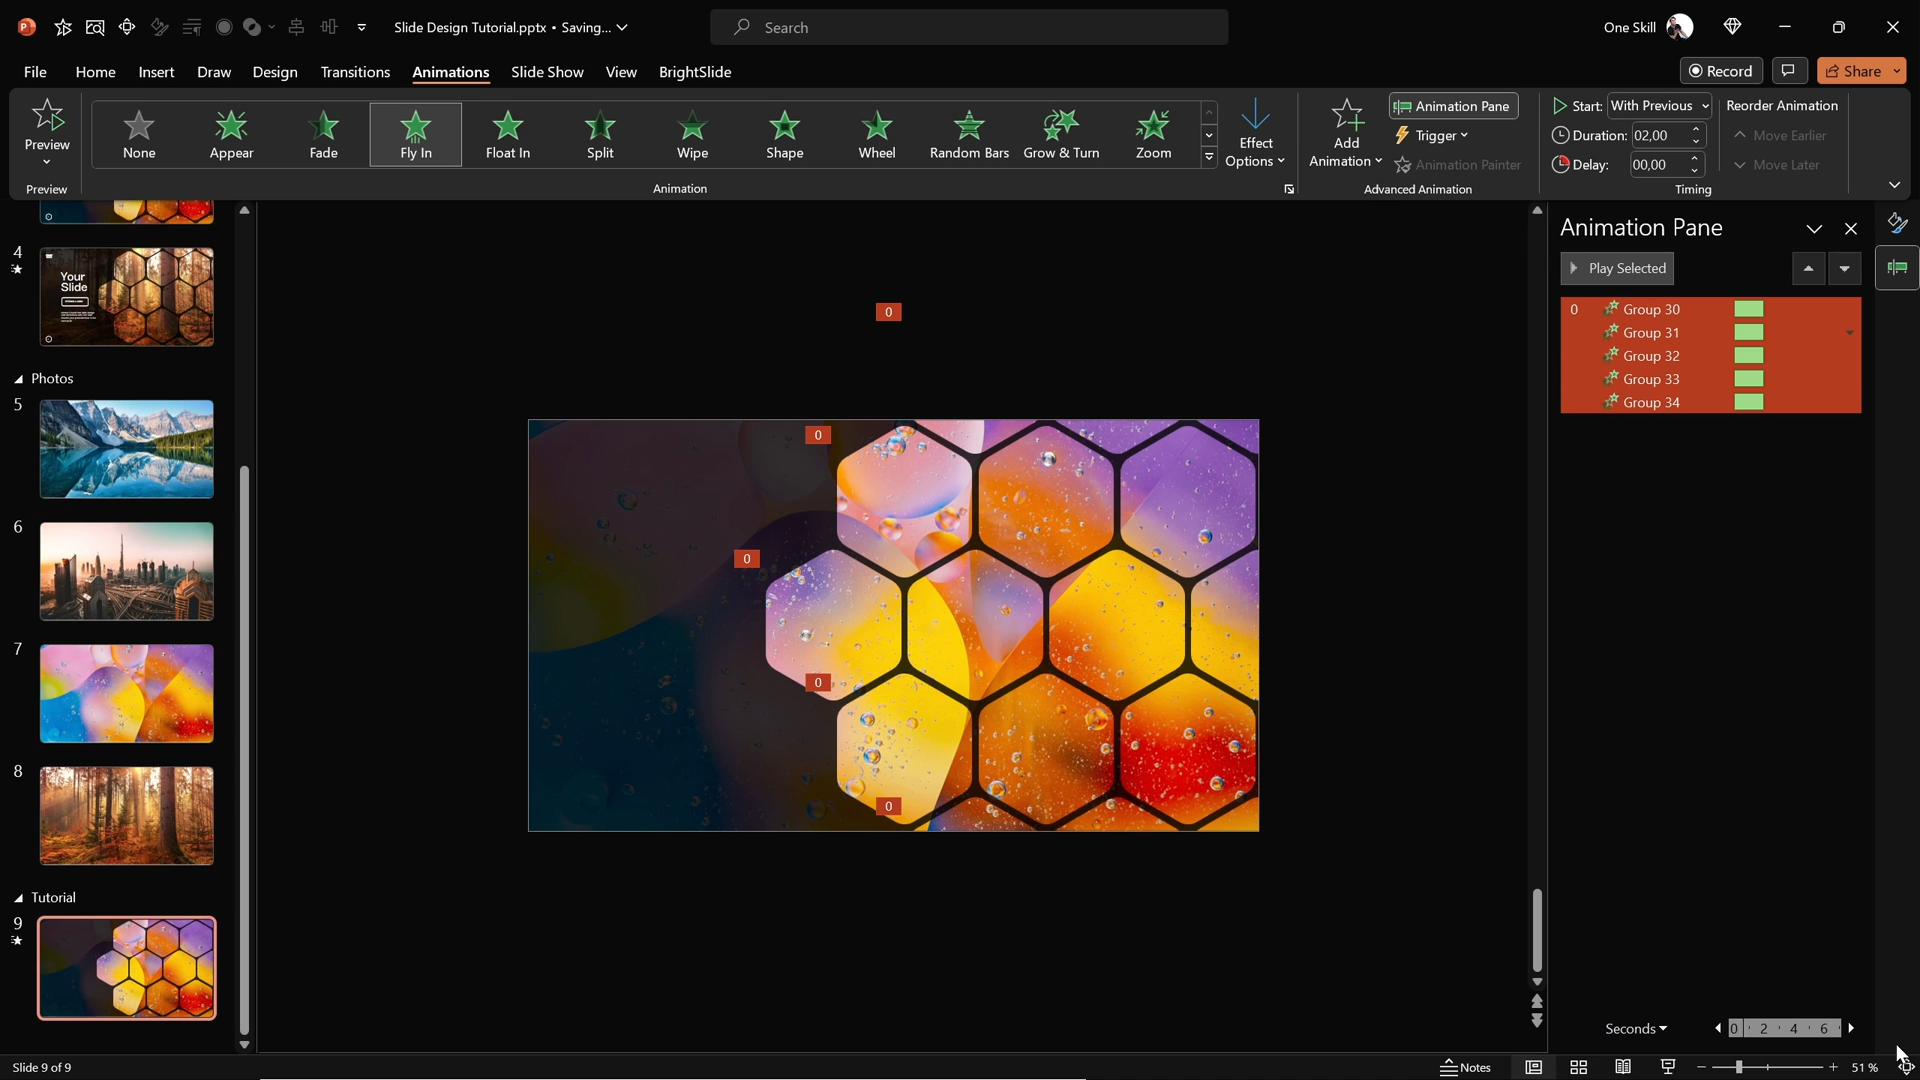 Slide Design Tutorial.pptx • Saving...
Search
One Skill
File
Home
Insert
Draw
Design
Transitions
Animations
Slide Show
View
BrightSlide
Record
Share
Preview
Preview
None
Appear
Fade
Fly In
Float In
Split
Wipe
Shape
Wheel
Random Bars
Grow & Turn
Zoom
Animation
Effect
Options
Add
Animation
Animation Pane
Trigger
Animation Painter
Advanced Animation
Start: With Previous
Duration: 02,00
Delay: 00,00
Timing
Reorder Animation
Move Earlier
Move Later
4
Your
Slide
Photos
5
6
7
8
Tutorial
9
0
0
0
0
0
Animation Pane
Play Selected
0 Group 30
Group 31
Group 32
Group 33
Group 34
Seconds
0 2 4 6
Slide 9 of 9
Notes
51 %